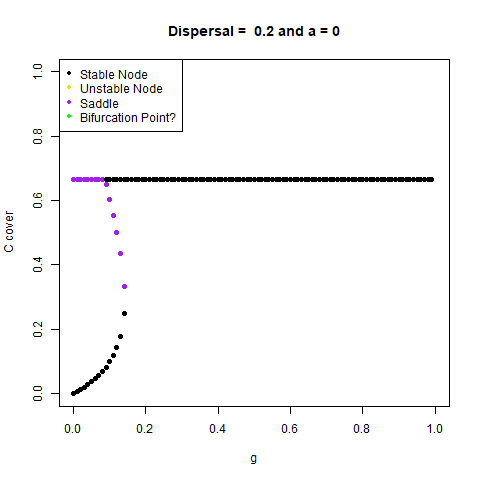 Dispersal =  0.2 and a = 0
Stable Node
Unstable Node
Saddle
Bifurcation Point?
C cover
1.0
0.8
0.6
0.4
0.2
0.0
0.0 0.2 0.4 0.6 0.8 1.0
g